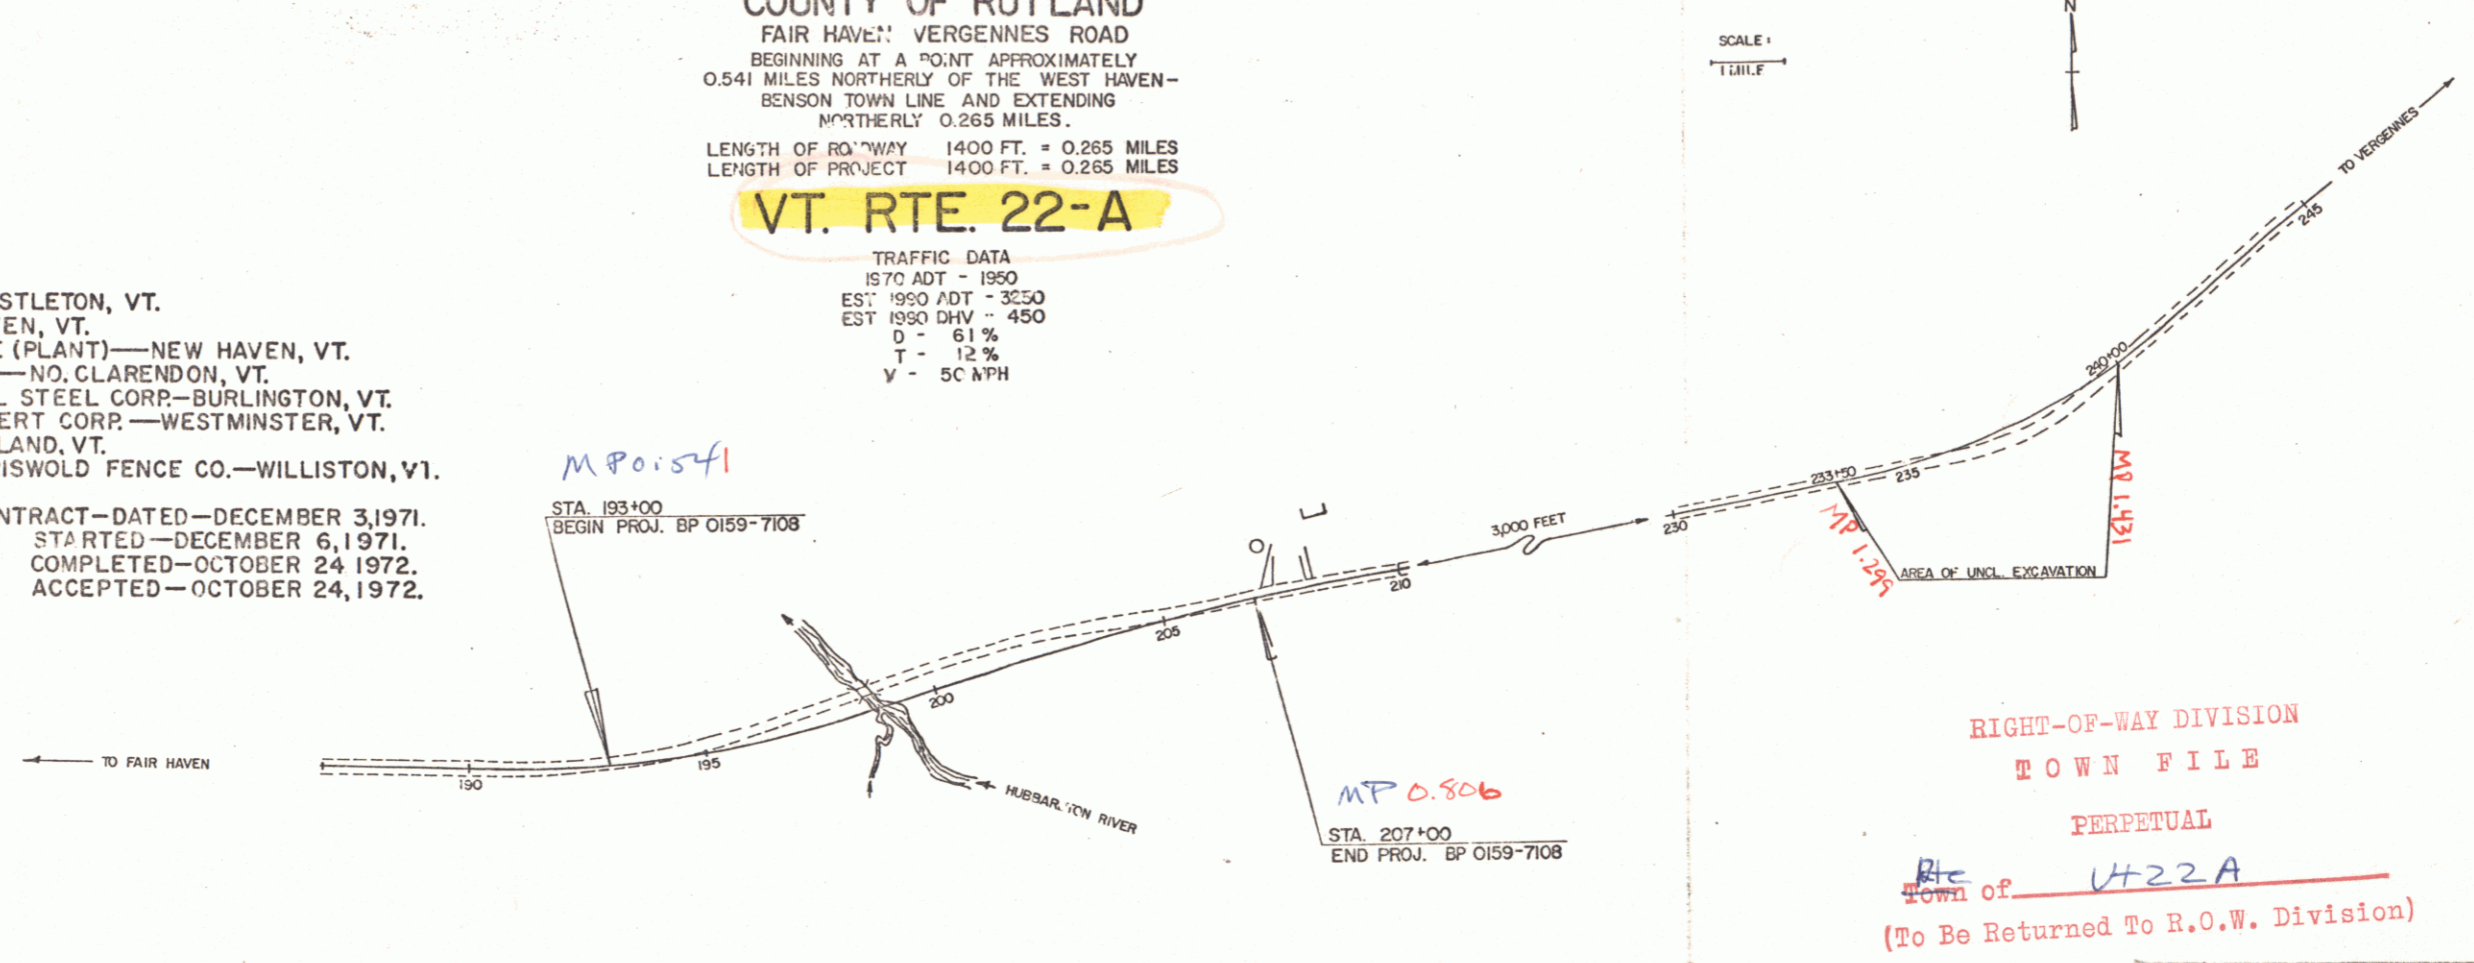 COUNTY OF RUTLAND
FAIR HAVEN VERGENNES ROAD
BEGINNING AT A POINT APPROXIMATELY
0.541 MILES NORTHERLY OF THE WEST HAVEN-
BENSON TOWN LINE AND EXTENDING
NORTHERLY 0.265 MILES.
LENGTH OF ROADWAY 1400 FT. = 0.265 MILES
LENGTH OF PROJECT 1400 FT. = 0.265 MILES
VT. RTE. 22-A
TRAFFIC DATA
1970 ADT - 1950
EST 1990 ADT - 3250
EST 1990 DHV - 450
D - 61%
T - 12%
V - 50 MPH
SCALE:
1 MILE
N
TO VERGENNES
STLETON, VT.
EN, VT.
E (PLANT)—NEW HAVEN, VT.
—NO. CLARENDON, VT.
L STEEL CORP.—BURLINGTON, VT.
ERT CORP.—WESTMINSTER, VT.
LAND, VT.
ISWOLD FENCE CO.—WILLISTON, VT.
NTRACT—DATED—DECEMBER 3,1971.
STARTED—DECEMBER 6,1971.
COMPLETED—OCTOBER 24 1972.
ACCEPTED—OCTOBER 24,1972.
MP 0.541
STA. 193+00
BEGIN PROJ. BP 0159-7108
TO FAIR HAVEN
190
195
200
205
210
3,000 FEET
230
233+50
235
240+00
245
MP 1.299
MP 1.431
AREA OF UNCL. EXCAVATION
HUBBARDTON RIVER
MP 0.806
STA. 207+00
END PROJ. BP 0159-7108
RIGHT-OF-WAY DIVISION
TOWN FILE
PERPETUAL
Rte
Town of VT 22A
(To Be Returned To R.O.W. Division)